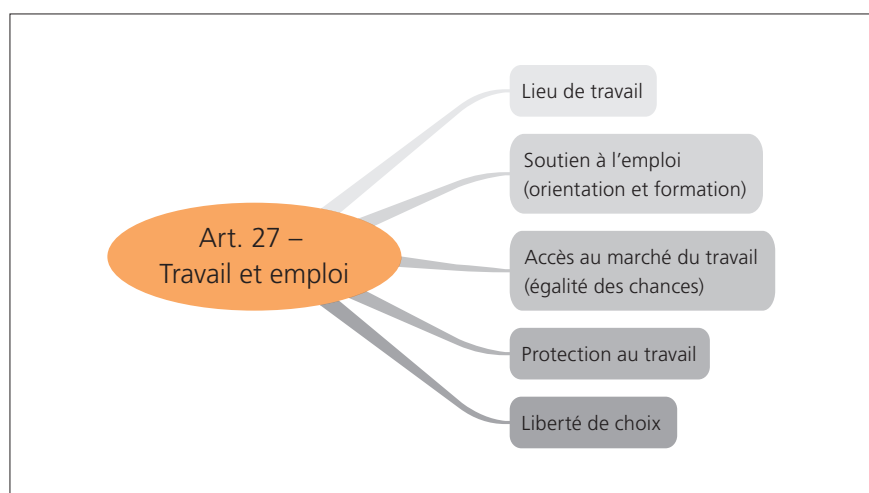 Art. 27 –
Travail et emploi
Lieu de travail
Soutien à l’emploi
(orientation et formation)
Accès au marché du travail
(égalité des chances)
Protection au travail
Liberté de choix